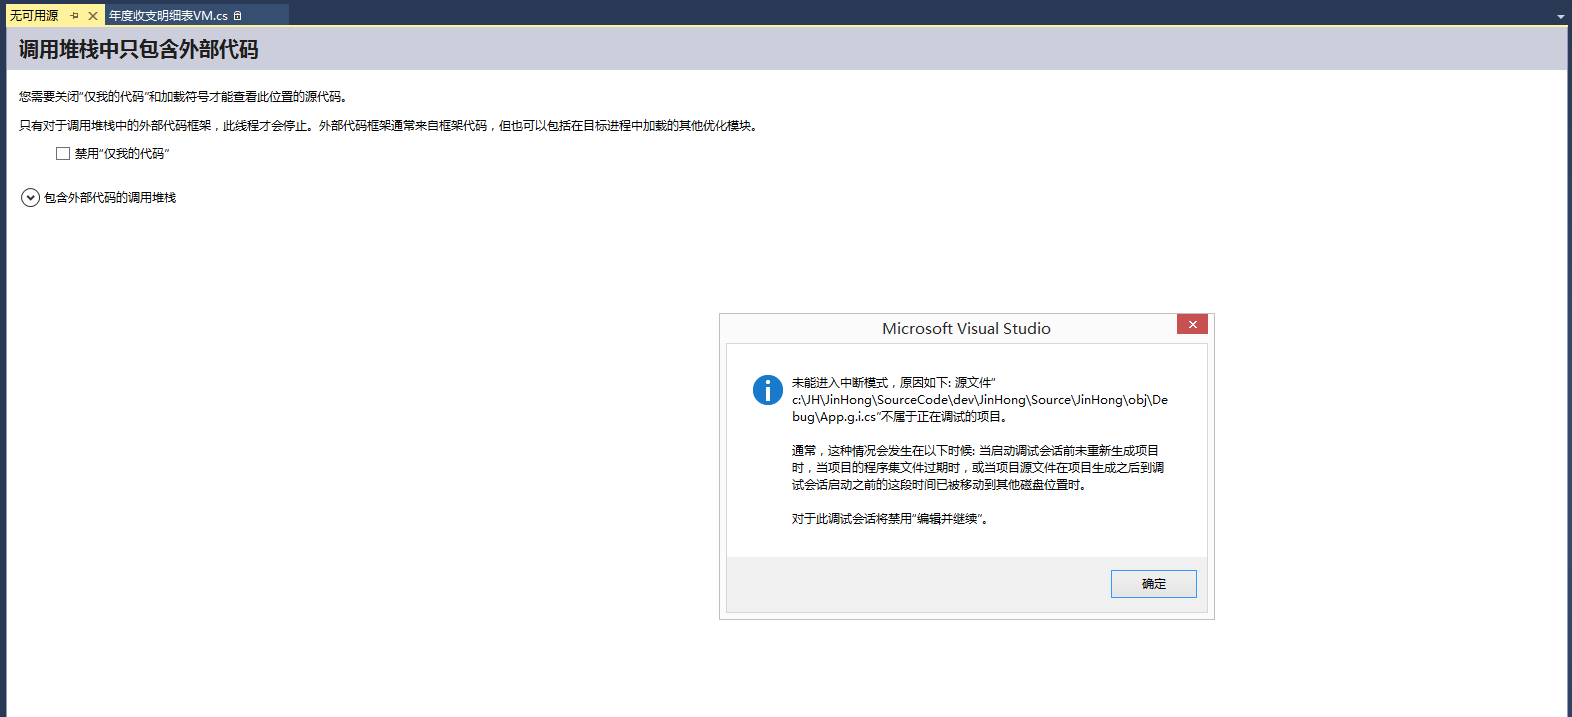 无可用源
年度收支明细表VM.cs
调用堆栈中只包含外部代码
您需要关闭"仅我的代码"和加载符号才能查看此位置的源代码。
只有对于调用堆栈中的外部代码框架，此线程才会停止。外部代码框架通常来自框架代码，但也可以包括在目标进程中加载的其他优化模块。
禁用"仅我的代码"
包含外部代码的调用堆栈
Microsoft Visual Studio
未能进入中断模式，原因如下: 源文件"
c:\JH\JinHong\SourceCode\dev\JinHong\Source\JinHong\obj\De
bug\App.g.i.cs"不属于正在调试的项目。
通常，这种情况会发生在以下时候: 当启动调试会话前未重新生成项目
时，当项目的程序集文件过期时，或当项目源文件在项目生成之后到调
试会话启动之前的这段时间已被移动到其他磁盘位置时。
对于此调试会话将禁用"编辑并继续"。
确定